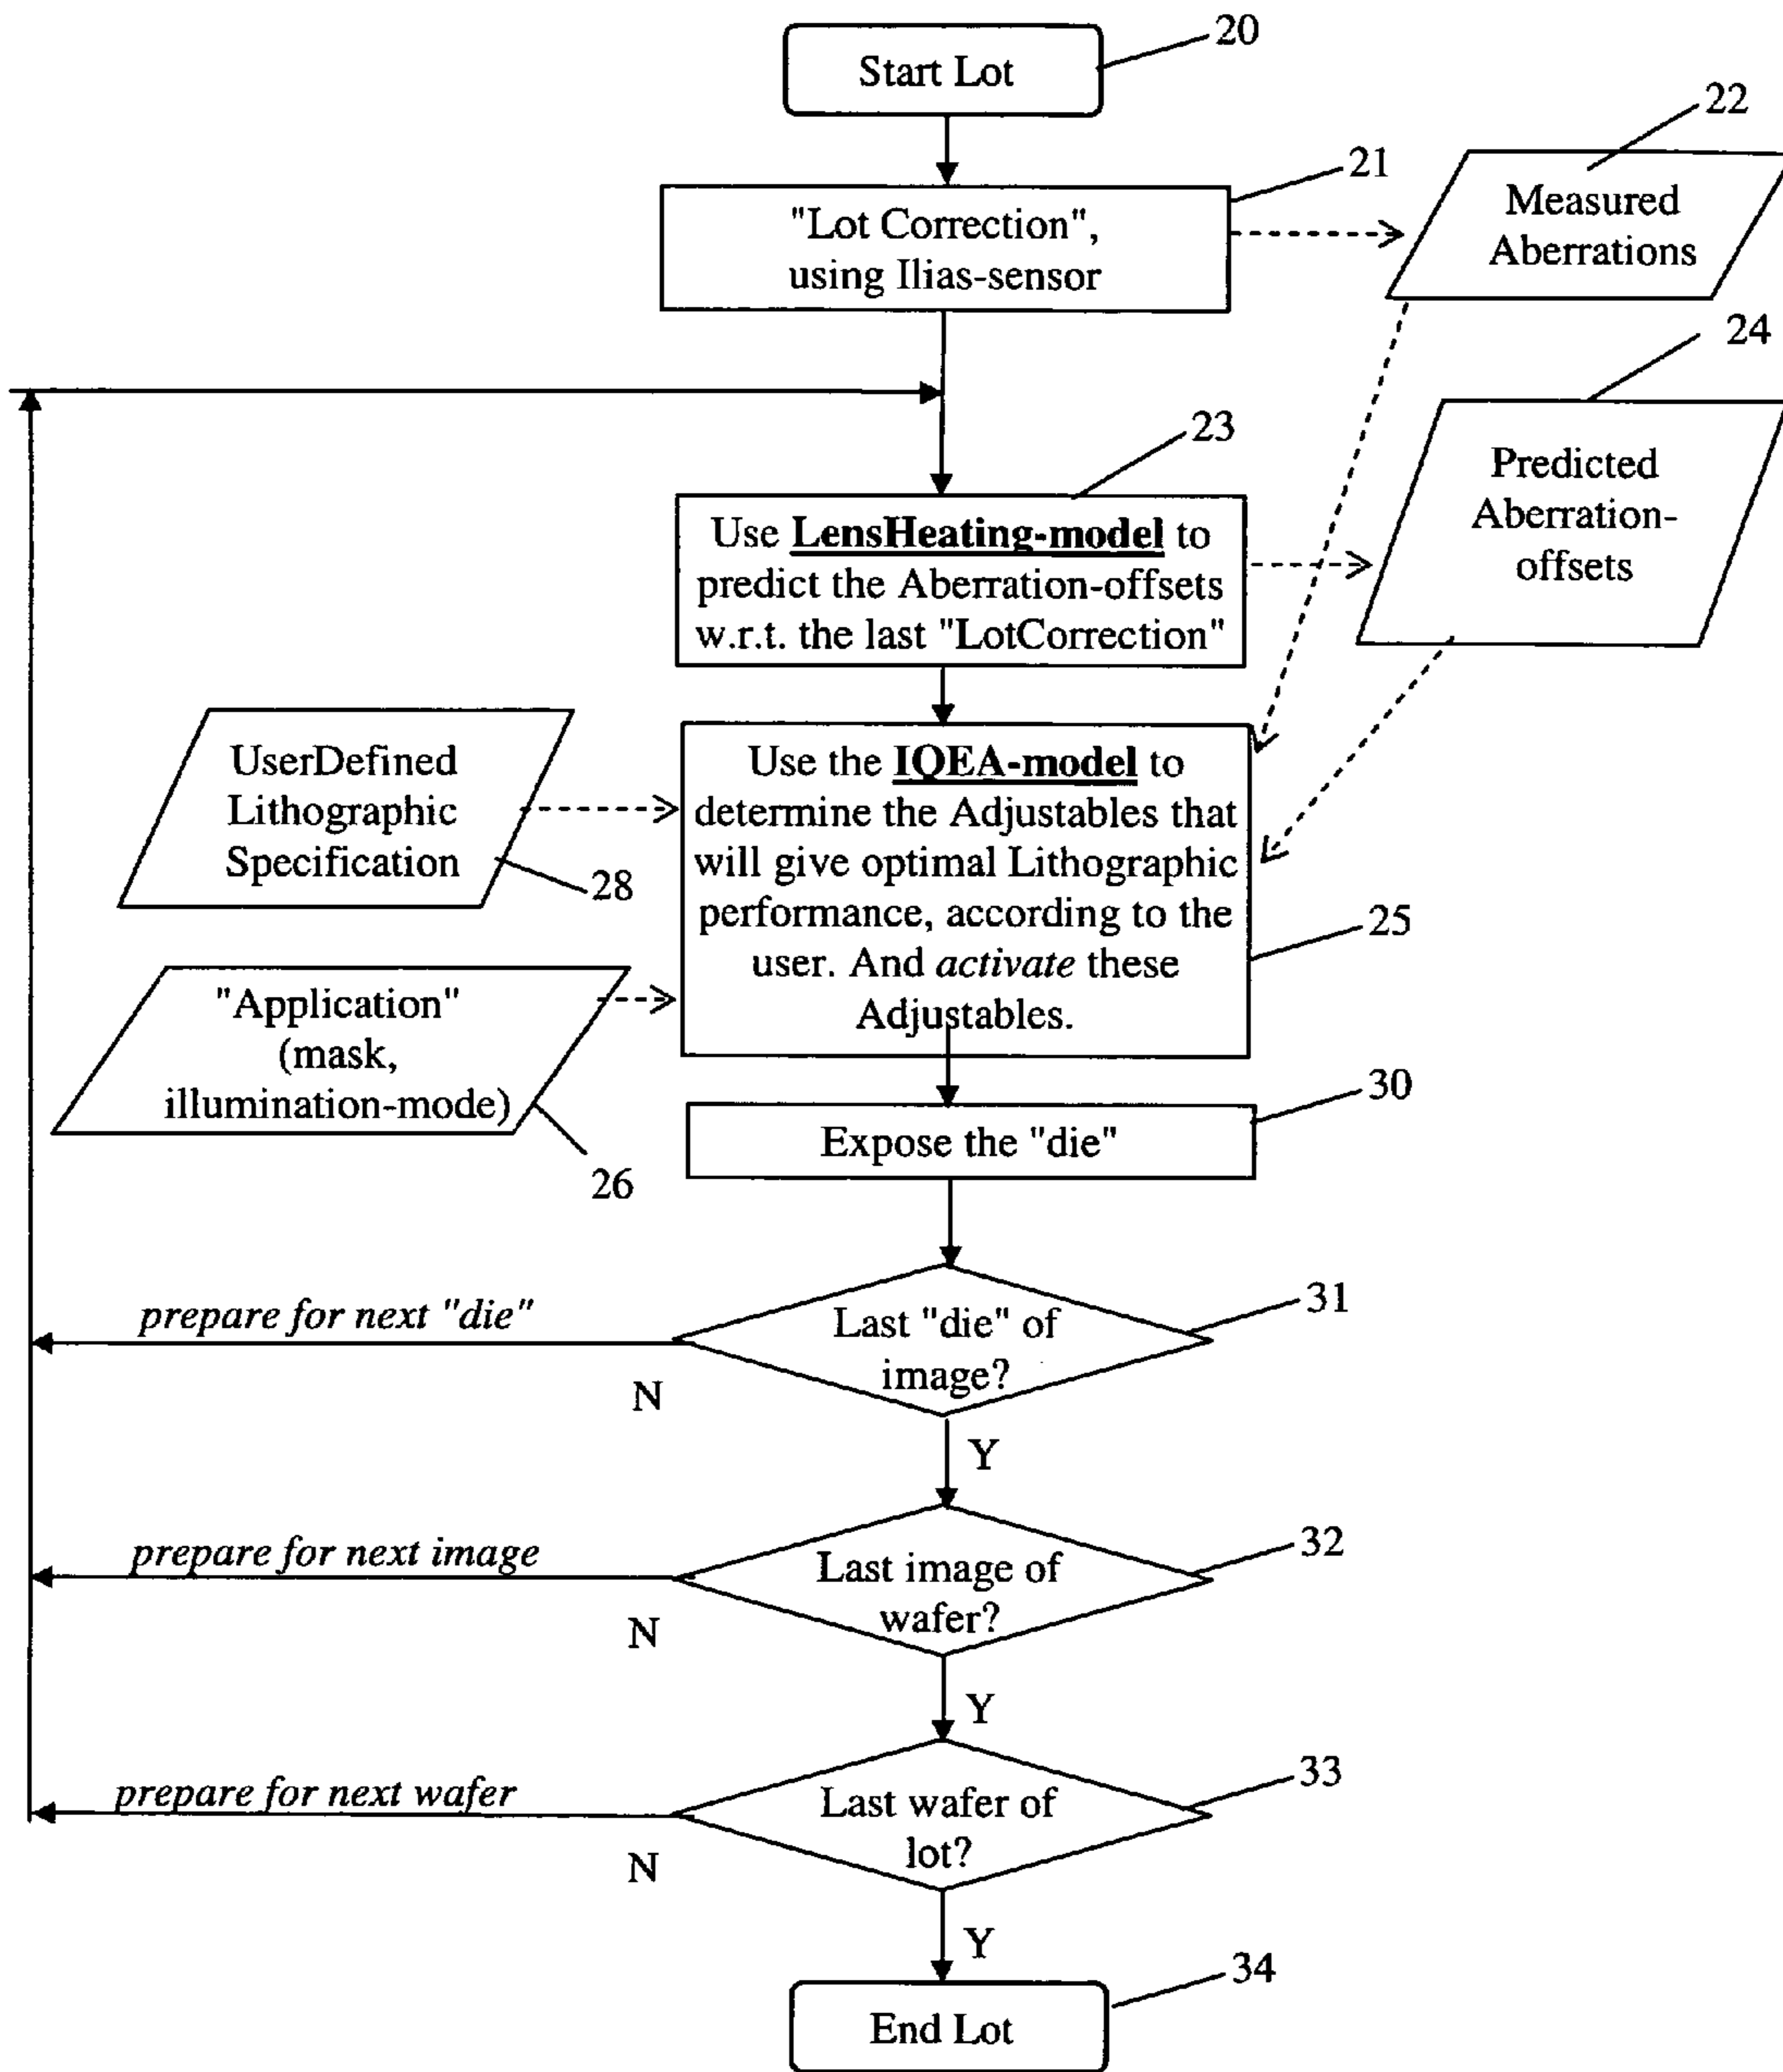 20
Start Lot
22
21
Measured
Aberrations
"Lot Correction",
using Ilias-sensor
24
23
Predicted
Aberration-
offsets
Use LensHeating-model to
predict the Aberration-offsets
w.r.t. the last "LotCorrection"
UserDefined
Lithographic
Specification
28
Use the IQEA-model to
determine the Adjustables that
will give optimal Lithographic
performance, according to the
user. And activate these
Adjustables.
25
"Application"
(mask,
illumination-mode)
26
30
Expose the "die"
31
prepare for next "die"
Last "die" of
image?
N
Y
32
prepare for next image
Last image of
wafer?
N
Y
33
prepare for next wafer
Last wafer of
lot?
N
Y
34
End Lot